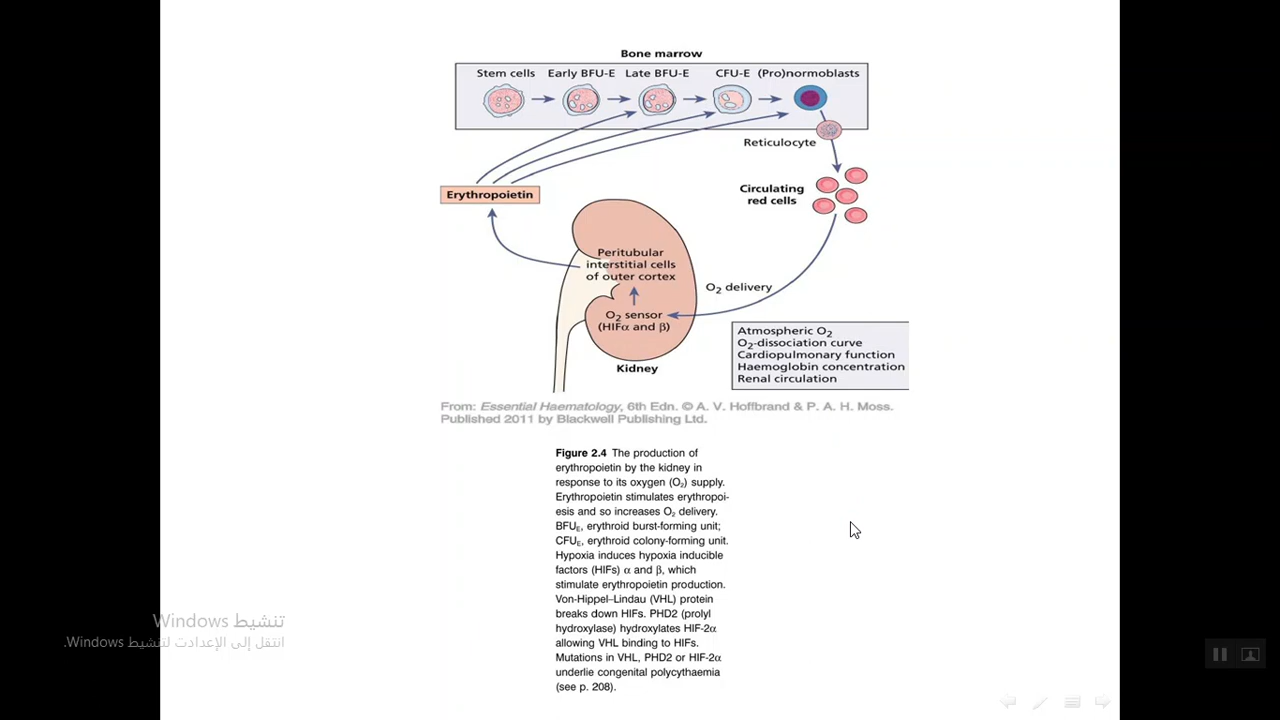 Bone marrow
Stem cells
Early BFU-E
Late BFU-E
CFU-E
(Pro)normoblasts
Reticulocyte
Erythropoietin
Circulating
red cells
Peritubular
interstitial cells
of outer cortex
O₂ delivery
O₂ sensor
(HIFα and β)
Kidney
Atmospheric O₂
O₂-dissociation curve
Cardiopulmonary function
Haemoglobin concentration
Renal circulation
From: Essential Haematology, 6th Edn. © A. V. Hoffbrand & P. A. H. Moss.
Published 2011 by Blackwell Publishing Ltd.
Figure 2.4 The production of
erythropoietin by the kidney in
response to its oxygen (O₂) supply.
Erythropoietin stimulates erythropoi-
esis and so increases O₂ delivery.
BFU_E, erythroid burst-forming unit;
CFU_E, erythroid colony-forming unit.
Hypoxia induces hypoxia inducible
factors (HIFs) α and β, which
stimulate erythropoietin production.
Von-Hippel–Lindau (VHL) protein
breaks down HIFs. PHD2 (prolyl
hydroxylase) hydroxylates HIF-2α
allowing VHL binding to HIFs.
Mutations in VHL, PHD2 or HIF-2α
underlie congenital polycythaemia
(see p. 208).
تنشيط Windows
انتقل إلى الإعدادت لتنشيط Windows.